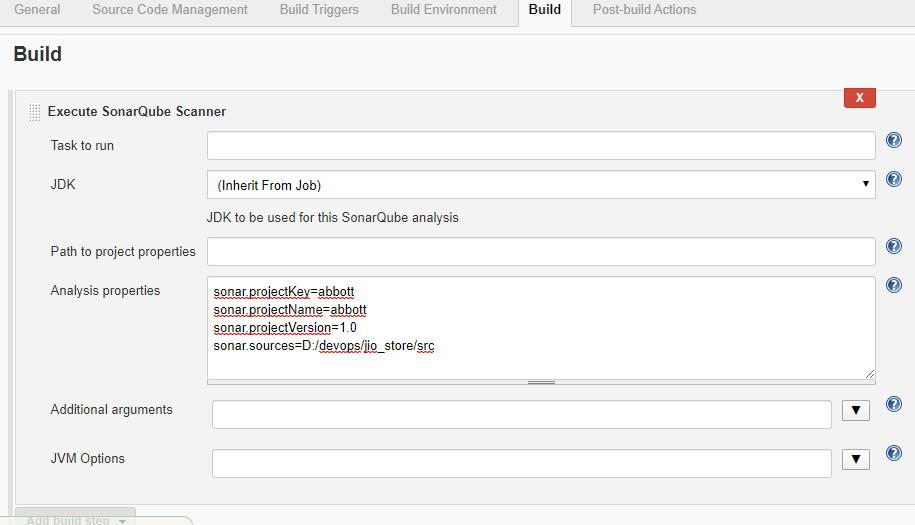 General Source Code Management Build Triggers Build Environment Build Post-build Actions
Build
X
Execute SonarQube Scanner
Task to run
JDK (Inherit From Job)
JDK to be used for this SonarQube analysis
Path to project properties
Analysis properties sonar.projectKey=abbott
sonar.projectName=abbott
sonar.projectVersion=1.0
sonar.sources=D:/devops/jio_store/src
Additional arguments
JVM Options
Add build step